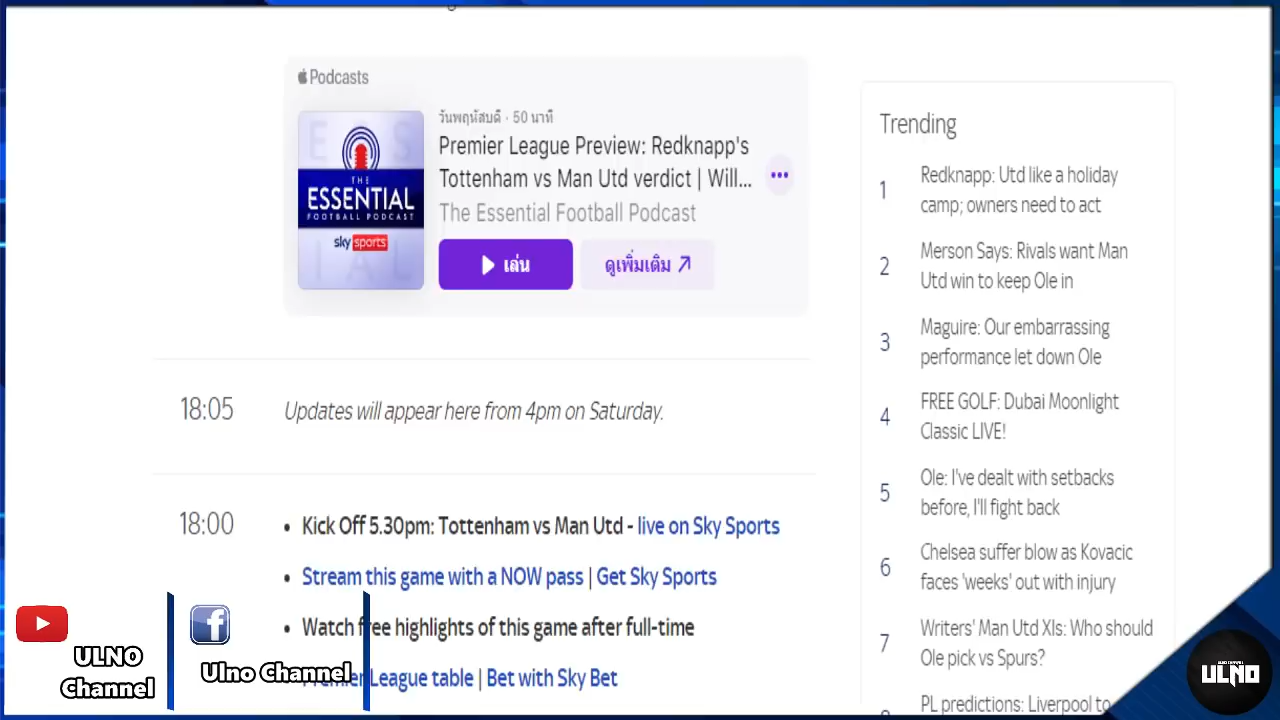 Podcasts
วันพฤหัสบดี · 50 นาที
Premier League Preview: Redknapp's
Tottenham vs Man Utd verdict | Will...
The Essential Football Podcast
THE
ESSENTIAL
FOOTBALL PODCAST
sky sports
เล่น
ดูเพิ่มเติม
18:05
Updates will appear here from 4pm on Saturday.
18:00
• Kick Off 5.30pm: Tottenham vs Man Utd - live on Sky Sports
• Stream this game with a NOW pass | Get Sky Sports
• Watch free highlights of this game after full-time
Premier League table | Bet with Sky Bet
Trending
1 Redknapp: Utd like a holiday
camp; owners need to act
2 Merson Says: Rivals want Man
Utd win to keep Ole in
3 Maguire: Our embarrassing
performance let down Ole
4 FREE GOLF: Dubai Moonlight
Classic LIVE!
5 Ole: I've dealt with setbacks
before, I'll fight back
6 Chelsea suffer blow as Kovacic
faces 'weeks' out with injury
7 Writers' Man Utd XIs: Who should
Ole pick vs Spurs?
PL predictions: Liverpool to
ULNO
Channel
Ulno Channel
ULNO